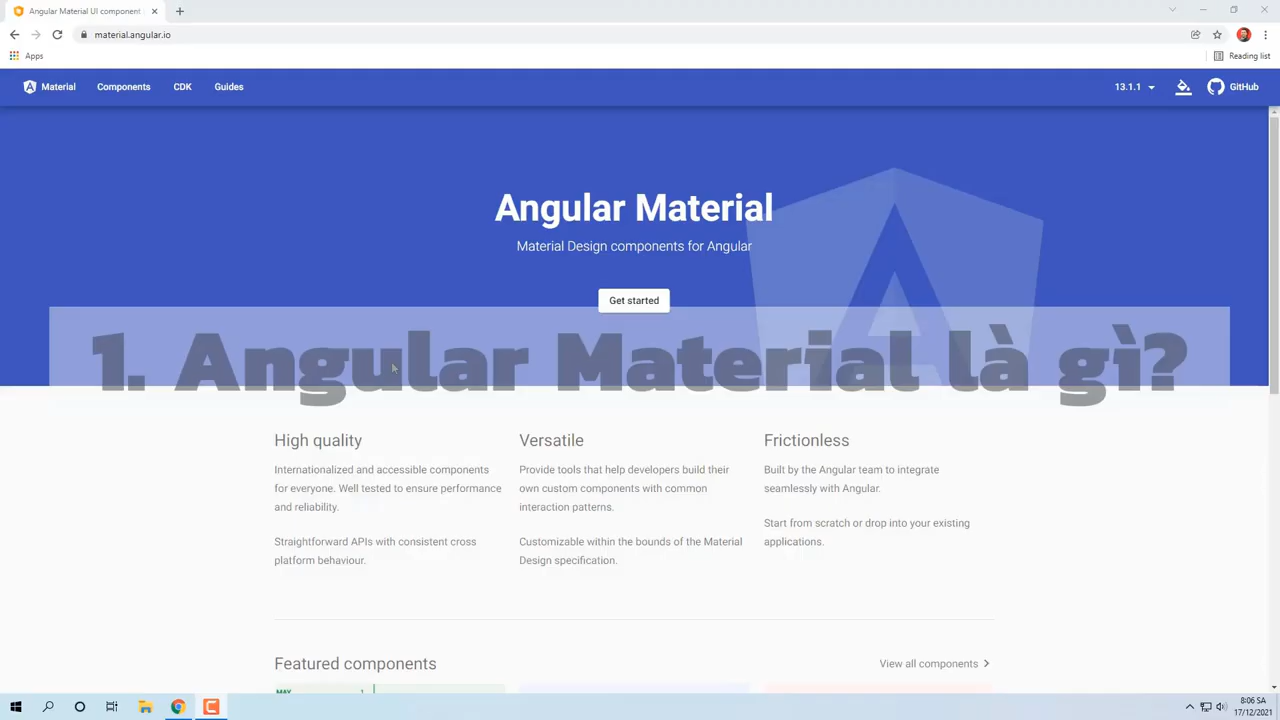 Angular Material UI component
material.angular.io
Apps
Reading list
Material
Components
CDK
Guides
13.1.1
GitHub
Angular Material
Material Design components for Angular
Get started
1. Angular Material là gì?
High quality
Internationalized and accessible components
for everyone. Well tested to ensure performance
and reliability.
Straightforward APIs with consistent cross
platform behaviour.
Versatile
Provide tools that help developers build their
own custom components with common
interaction patterns.
Customizable within the bounds of the Material
Design specification.
Frictionless
Built by the Angular team to integrate
seamlessly with Angular.
Start from scratch or drop into your existing
applications.
Featured components
View all components
MAY
1
8:06 SA
17/12/2021